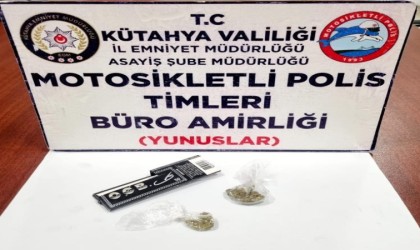 T.C
KÜTAHYA VALİLİĞİ
İL EMNİYET MÜDÜRLÜĞÜ
ASAYİŞ ŞUBE MÜDÜRLÜĞÜ
MOTOSİKLETLİ POLİS
TİMLERİ
BÜRO AMİRLİĞİ
(YUNUSLAR)